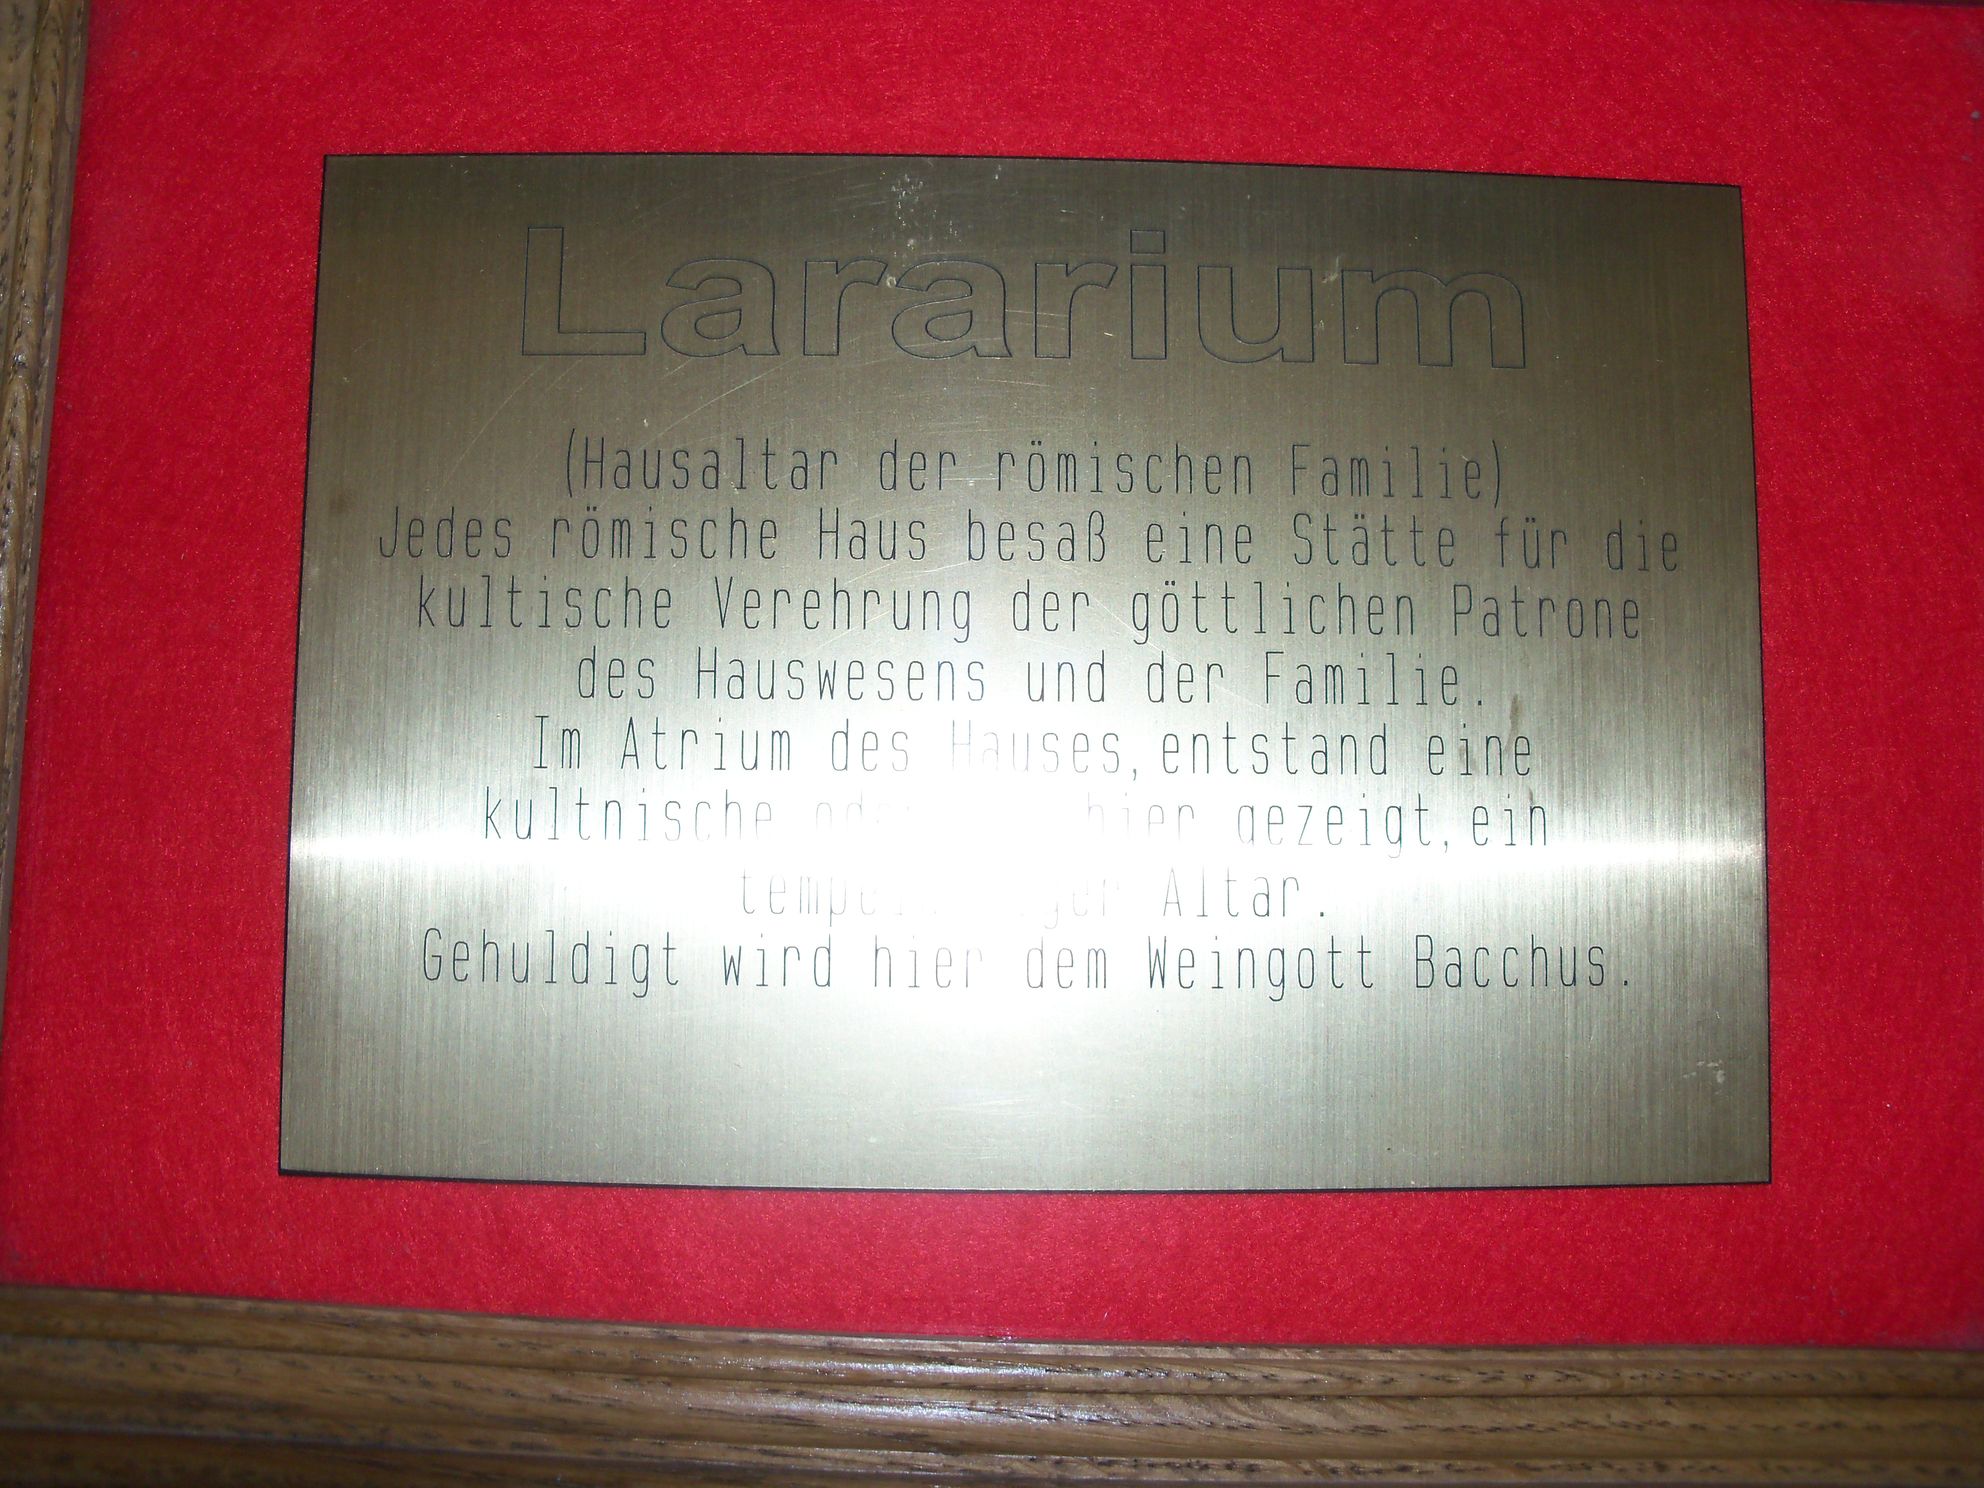 Lararium
(Hausaltar der römischen Familie)
Jedes römische Haus besaß eine Stätte für die
kultische Verehrung der göttlichen Patrone
des Hauswesens und der Familie.
Im Atrium des Hauses, entstand eine
kultnische oder hier gezeigt, ein
Altar.
Gehuldigt wird hier dem Weingott Bacchus.